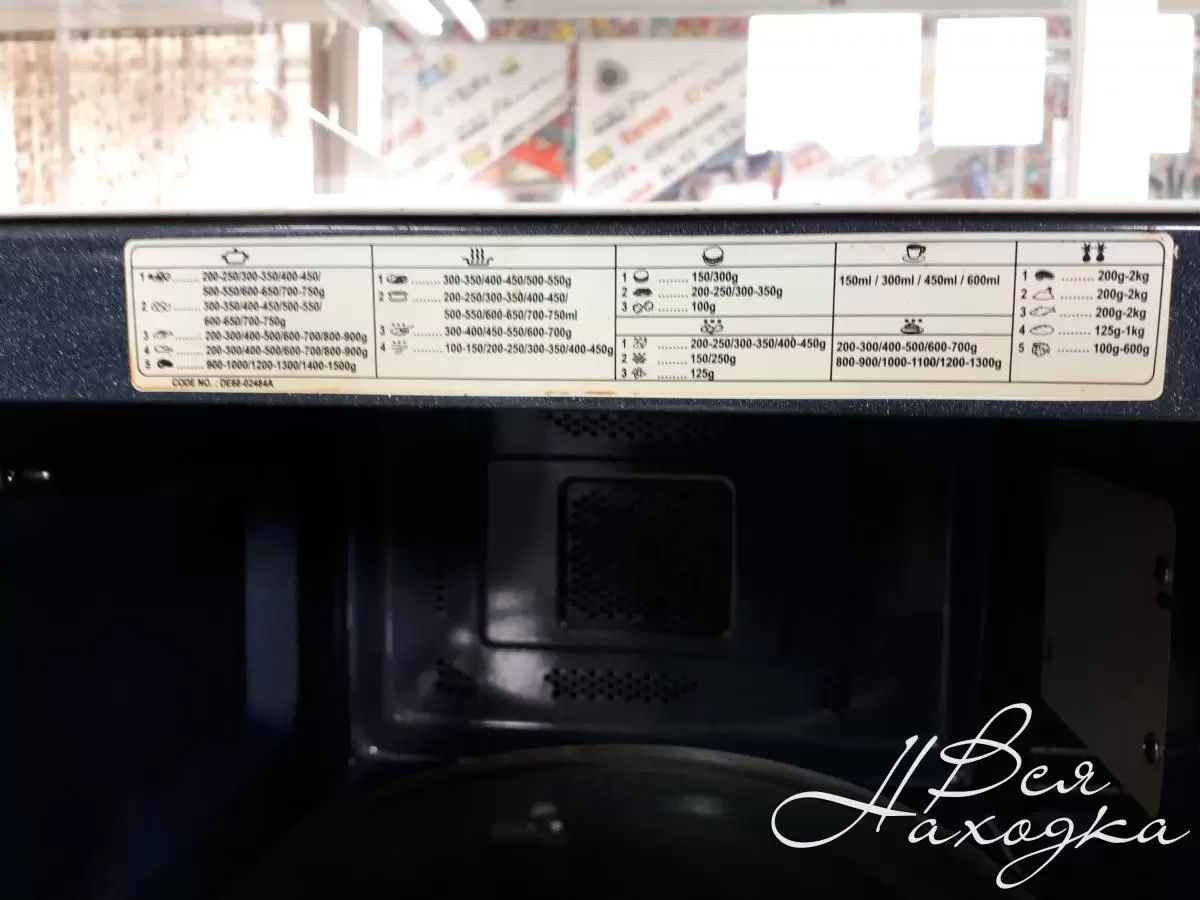 1 ..... 200-250/300-350/400-450/
500-550/600-650/700-750g
2 ..... 300-350/400-450/500-550/
600-650/700-750g
3 ..... 200-300/400-500/600-700/800-900g
4 ..... 200-300/400-500/600-700/800-900g
5 ..... 900-1000/1200-1300/1400-1500g
CODE NO. : DE68-02484A
1 ..... 300-350/400-450/500-550g
2 ..... 200-250/300-350/400-450/
500-550/600-650/700-750ml
3 ..... 300-400/450-550/600-700g
4 ..... 100-150/200-250/300-350/400-450g
1 ..... 150/300g
2 ..... 200-250/300-350g
3 ..... 100g
1 ..... 200-250/300-350/400-450g
2 ..... 150/250g
3 ..... 125g
150ml / 300ml / 450ml / 600ml
200-300/400-500/600-700g
800-900/1000-1100/1200-1300g
1 ..... 200g-2kg
2 ..... 200g-2kg
3 ..... 200g-2kg
4 ..... 125g-1kg
5 ..... 100g-600g
Вся
Находка